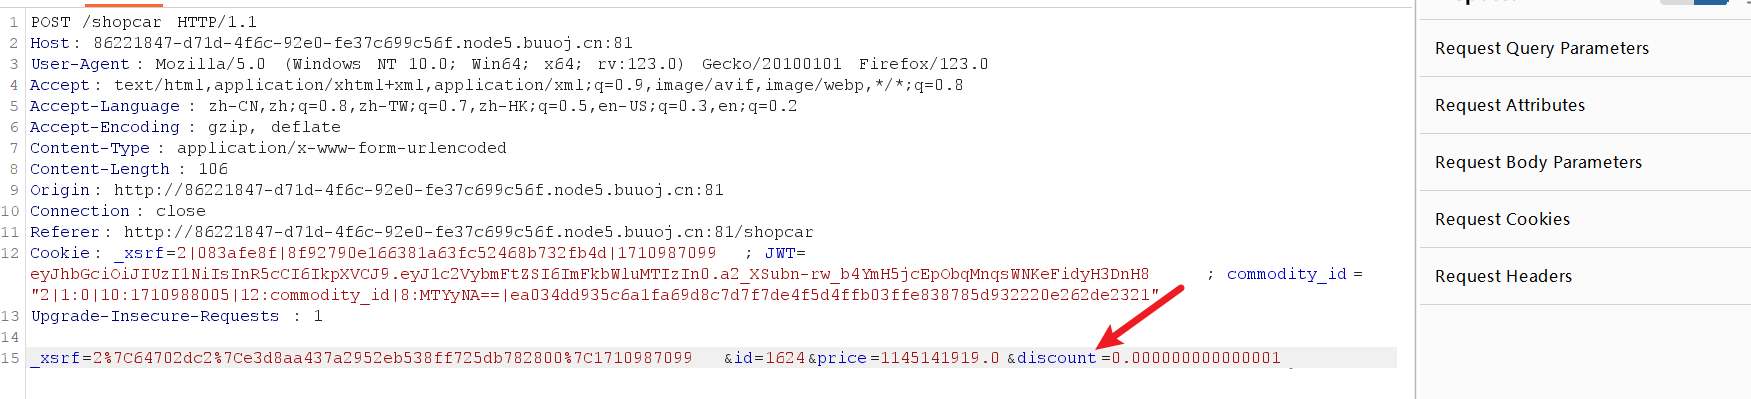 1 POST /shopcar HTTP/1.1
2 Host: 86221847-d71d-4f6c-92e0-fe37c699c56f.node5.buuoj.cn:81
3 User-Agent: Mozilla/5.0 (Windows NT 10.0; Win64; x64; rv:123.0) Gecko/20100101 Firefox/123.0
4 Accept: text/html,application/xhtml+xml,application/xml;q=0.9,image/avif,image/webp,*/*;q=0.8
5 Accept-Language: zh-CN,zh;q=0.8,zh-TW;q=0.7,zh-HK;q=0.5,en-US;q=0.3,en;q=0.2
6 Accept-Encoding: gzip, deflate
7 Content-Type: application/x-www-form-urlencoded
8 Content-Length: 106
9 Origin: http://86221847-d71d-4f6c-92e0-fe37c699c56f.node5.buuoj.cn:81
10 Connection: close
11 Referer: http://86221847-d71d-4f6c-92e0-fe37c699c56f.node5.buuoj.cn:81/shopcar
12 Cookie: _xsrf=2|083afe8f|8f92790e166381a63fc52468b732fb4d|1710987099; JWT=
eyJhbGciOiJIUzI1NiIsInR5cCI6IkpXVCJ9.eyJ1c2VybmFtZSI6ImFkbWluMTIzIn0.a2_XSubn-rw_b4YmH5jcEpObqMnqsWNKeFidyH3DnH8; commodity_id=
"2|1:0|10:1710988005|12:commodity_id|8:MTYyNA==|ea034dd935c6a1fa69d8c7d7f7de4f5d4ffb03ffe838785d932220e262de2321"
13 Upgrade-Insecure-Requests: 1
14
15 _xsrf=2%7C64702dc2%7Ce3d8aa437a2952eb538ff725db782800%7C1710987099&id=1624&price=1145141919.0&discount=0.000000000000001
Request Query Parameters
Request Attributes
Request Body Parameters
Request Cookies
Request Headers